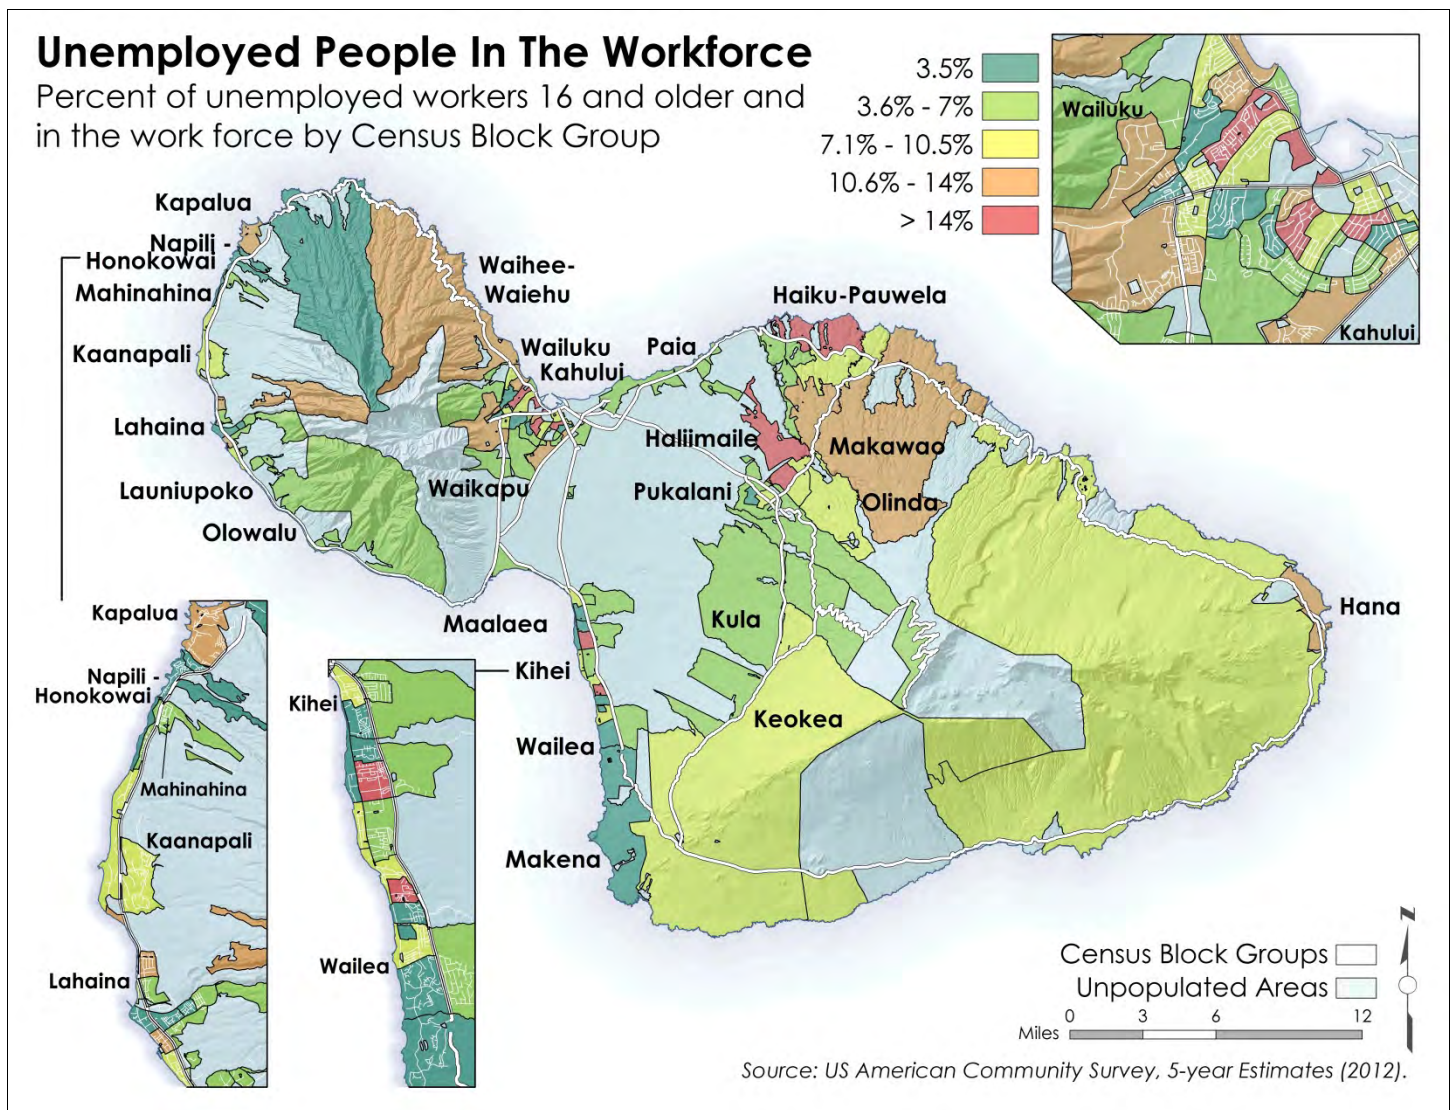 Unemployed People In The Workforce
Percent of unemployed workers 16 and older and
in the work force by Census Block Group
3.5%
3.6% - 7%
7.1% - 10.5%
10.6% - 14%
> 14%
Wailuku
Kahului
Kapalua
Napili -
Honokowai
Mahinahina
Kaanapali
Lahaina
Launiupoko
Olowalu
Waihee-
Waiehu
Wailuku
Kahului
Waikapu
Maalaea
Paia
Haiku-Pauwela
Haliimaile
Makawao
Pukalani
Olinda
Kula
Keokea
Hana
Kihei
Wailea
Makena
Kapalua
Napili -
Honokowai
Mahinahina
Kaanapali
Lahaina
Kihei
Wailea
N
Census Block Groups
Unpopulated Areas
0 3 6 12
Miles
Source: US American Community Survey, 5-year Estimates (2012).